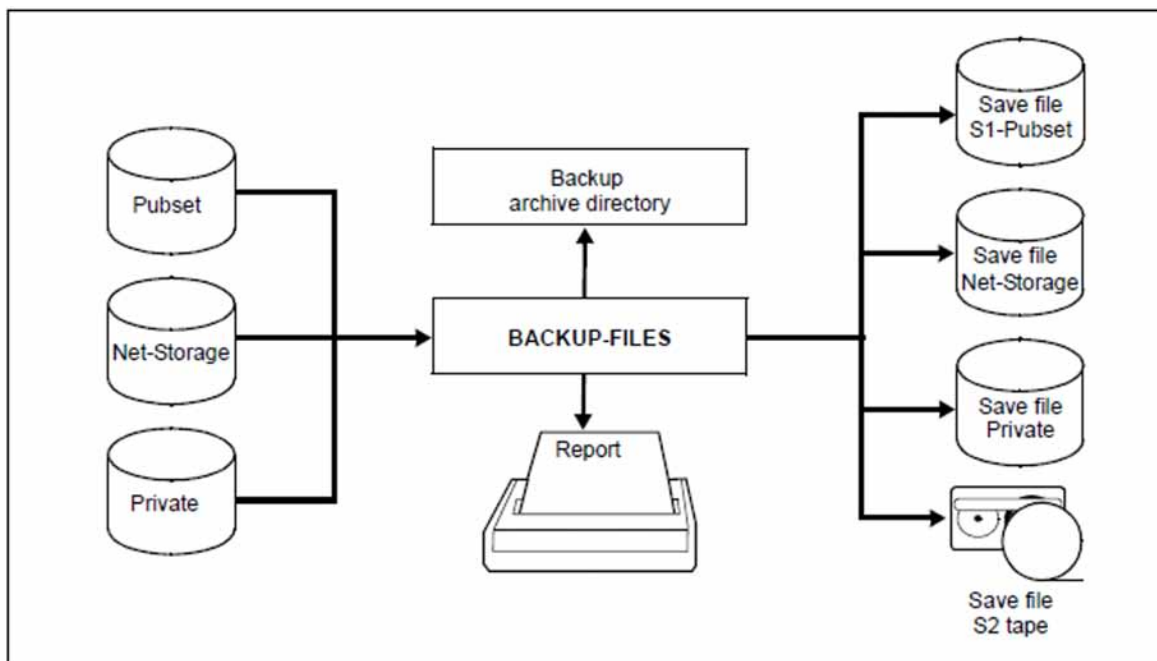 Pubset
Net-Storage
Private
Backup
archive directory
BACKUP-FILES
Report
Save file
S1-Pubset
Save file
Net-Storage
Save file
Private
Save file
S2 tape